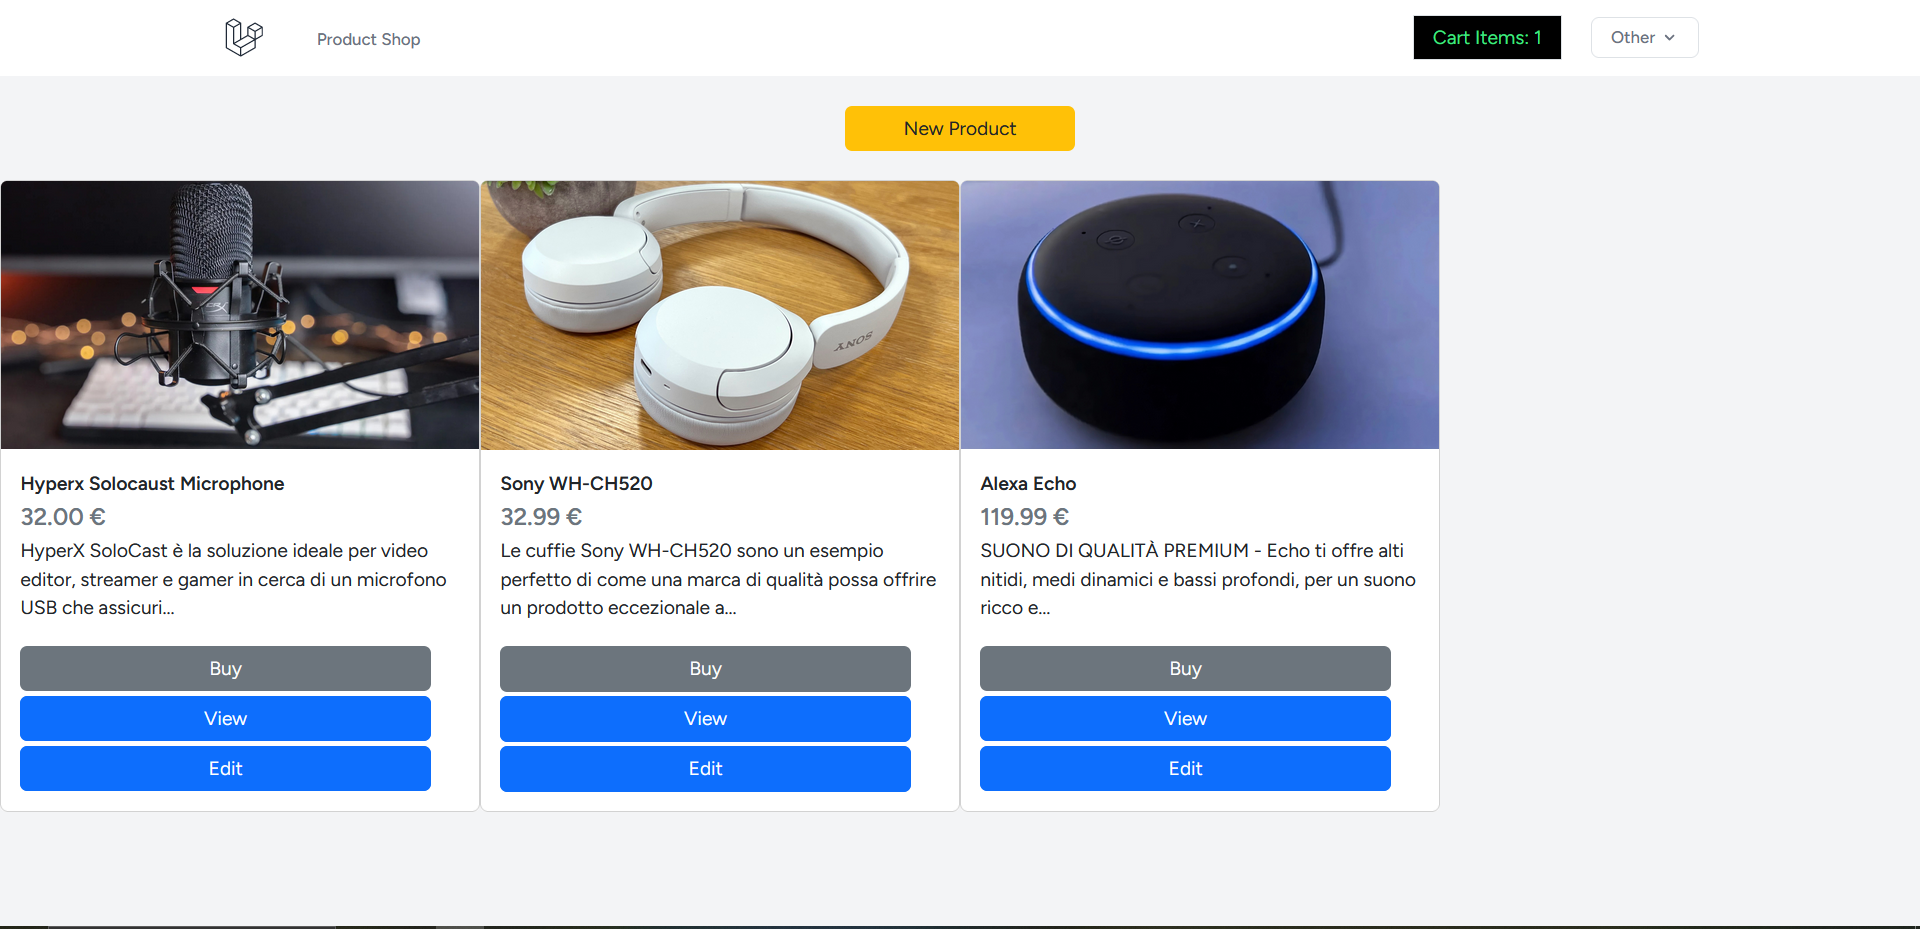 Product Shop
Cart Items: 1
Other
New Product
SONY
Hyperx Solocaust Microphone
32.00 €
HyperX SoloCast è la soluzione ideale per video
editor, streamer e gamer in cerca di un microfono
USB che assicuri...
Buy
View
Edit
Sony WH-CH520
32.99 €
Le cuffie Sony WH-CH520 sono un esempio
perfetto di come una marca di qualità possa offrire
un prodotto eccezionale a...
Buy
View
Edit
Alexa Echo
119.99 €
SUONO DI QUALITÀ PREMIUM - Echo ti offre alti
nitidi, medi dinamici e bassi profondi, per un suono
ricco e...
Buy
View
Edit